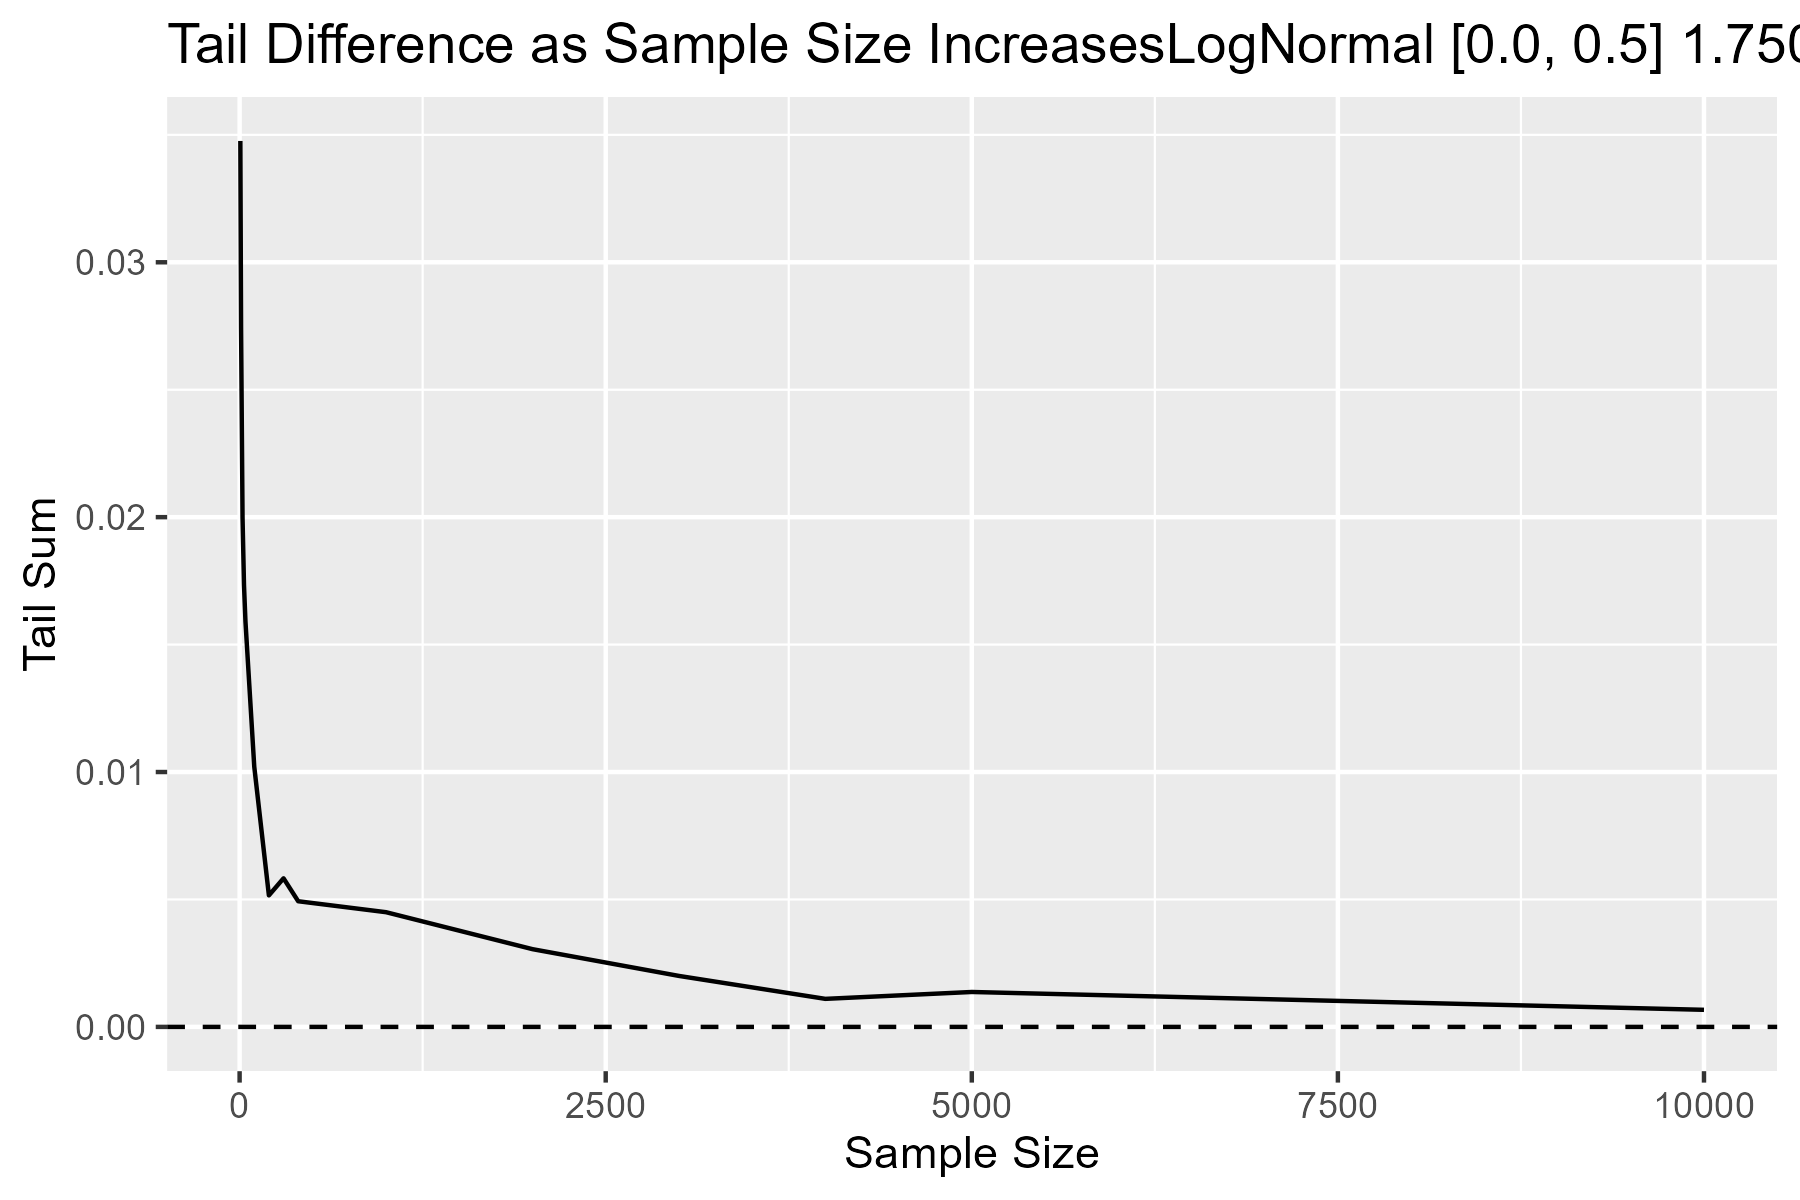 Tail Difference as Sample Size IncreasesLogNormal [0.0, 0.5] 1.750
Tail Sum
0.03
0.02
0.01
0.00
0 2500 5000 7500 10000
Sample Size